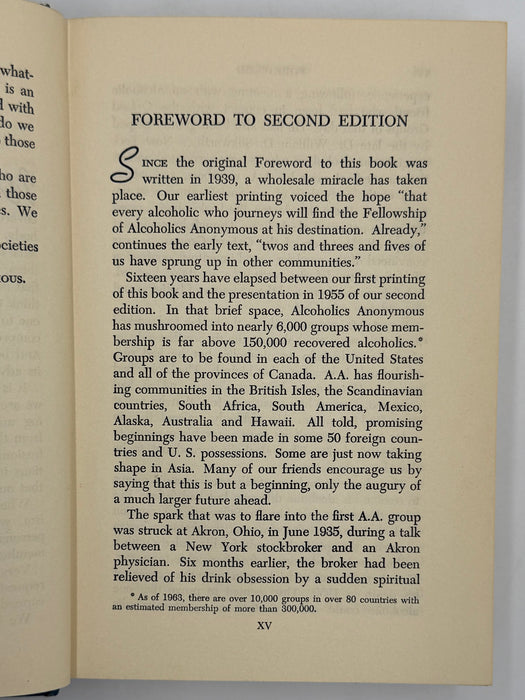 what-
is an
with
do we
those
who are
those
s. We
ocieties
ious.
FOREWORD TO SECOND EDITION
SINCE the original Foreword to this book was
written in 1939, a wholesale miracle has taken
place. Our earliest printing voiced the hope “that
every alcoholic who journeys will find the Fellowship
of Alcoholics Anonymous at his destination. Already,”
continues the early text, “twos and threes and fives of
us have sprung up in other communities.”
Sixteen years have elapsed between our first printing
of this book and the presentation in 1955 of our second
edition. In that brief space, Alcoholics Anonymous
has mushroomed into nearly 6,000 groups whose mem-
bership is far above 150,000 recovered alcoholics.*
Groups are to be found in each of the United States
and all of the provinces of Canada. A.A. has flourish-
ing communities in the British Isles, the Scandinavian
countries, South Africa, South America, Mexico,
Alaska, Australia and Hawaii. All told, promising
beginnings have been made in some 50 foreign coun-
tries and U. S. possessions. Some are just now taking
shape in Asia. Many of our friends encourage us by
saying that this is but a beginning, only the augury of
a much larger future ahead.
The spark that was to flare into the first A.A. group
was struck at Akron, Ohio, in June 1935, during a talk
between a New York stockbroker and an Akron
physician. Six months earlier, the broker had been
relieved of his drink obsession by a sudden spiritual
* As of 1963, there are over 10,000 groups in over 80 countries with
an estimated membership of more than 300,000.
XV